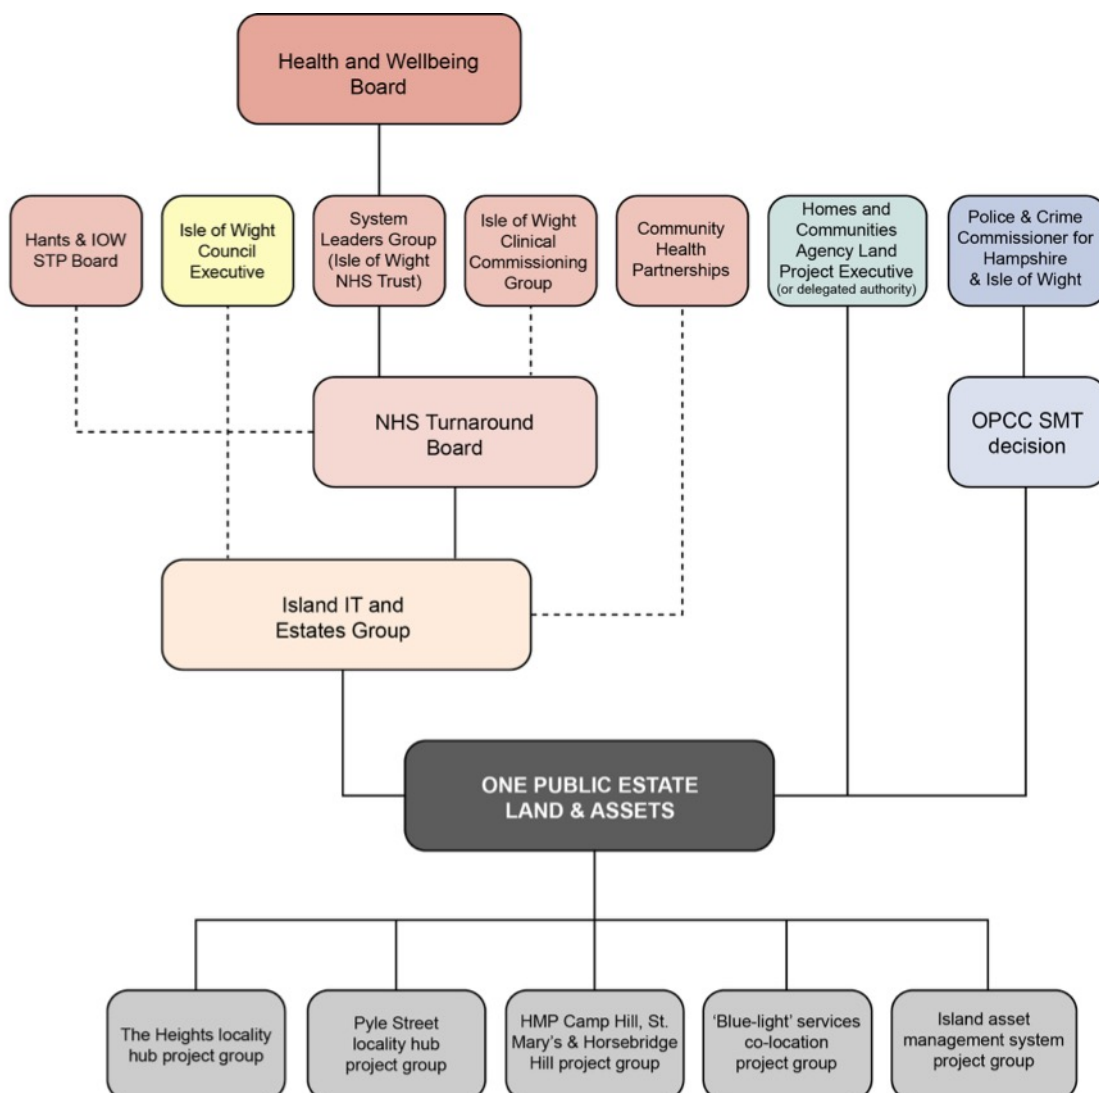 Health and Wellbeing
Board
Hants & IOW
STP Board
Isle of Wight
Council
Executive
System
Leaders Group
(Isle of Wight
NHS Trust)
Isle of Wight
Clinical
Commissioning
Group
Community
Health
Partnerships
Homes and
Communities
Agency Land
Project Executive
(or delegated authority)
Police & Crime
Commissioner for
Hampshire
& Isle of Wight
NHS Turnaround
Board
OPCC SMT
decision
Island IT and
Estates Group
ONE PUBLIC ESTATE
LAND & ASSETS
The Heights locality
hub project group
Pyle Street
locality hub
project group
HMP Camp Hill, St.
Mary’s & Horsebridge
Hill project group
‘Blue-light’ services
co-location
project group
Island asset
management system
project group